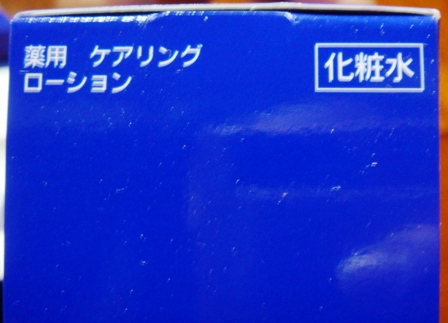 薬用 ケアリング
ローション
化粧水